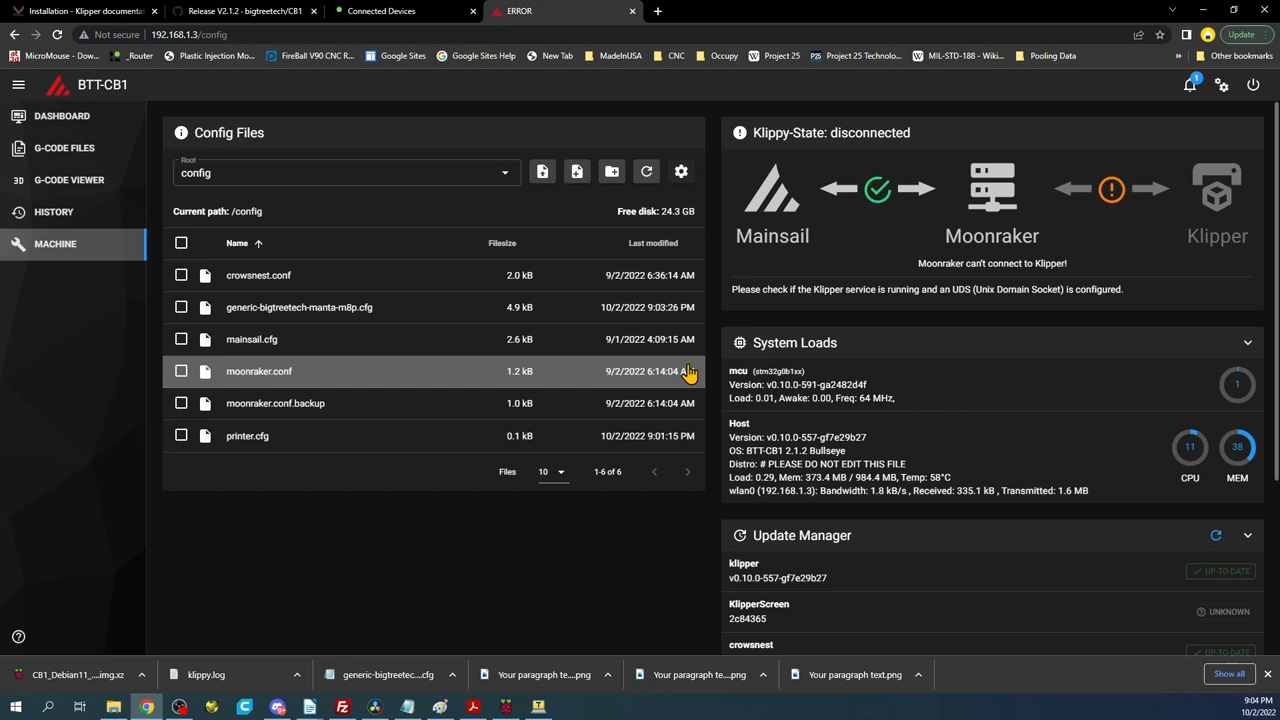 Installation - Klipper documentat
Release V2.1.2 · bigtreetech/CB1
Connected Devices
ERROR
Not secure
192.168.1.3/config
Update
MicroMouse - Dow...
_Router
Plastic Injection Mo...
FireBall V90 CNC R...
Google Sites
Google Sites Help
New Tab
MadeInUSA
CNC
Occupy
Project 25
Project 25 Technolo...
MIL-STD-188 - Wiki...
Pooling Data
»
Other bookmarks
BTT-CB1
1
DASHBOARD
G-CODE FILES
3D G-CODE VIEWER
HISTORY
MACHINE
Config Files
Root
config
Current path: /config
Free disk: 24.3 GB
Name
Filesize
Last modified
crowsnest.conf 2.0 kB 9/2/2022 6:36:14 AM
generic-bigtreetech-manta-m8p.cfg 4.9 kB 10/2/2022 9:03:26 PM
mainsail.cfg 2.6 kB 9/1/2022 4:09:15 AM
moonraker.conf 1.2 kB 9/2/2022 6:14:04 AM
moonraker.conf.backup 1.0 kB 9/2/2022 6:14:04 AM
printer.cfg 0.1 kB 10/2/2022 9:01:15 PM
Files 10 1-6 of 6
Klippy-State: disconnected
Mainsail
Moonraker
Klipper
Moonraker can't connect to Klipper!
Please check if the Klipper service is running and an UDS (Unix Domain Socket) is configured.
System Loads
mcu (stm32g0b1xx)
Version: v0.10.0-591-ga2482d4f
Load: 0.01, Awake: 0.00, Freq: 64 MHz,
1
Host
Version: v0.10.0-557-gf7e29b27
OS: BTT-CB1 2.1.2 Bullseye
Distro: # PLEASE DO NOT EDIT THIS FILE
Load: 0.29, Mem: 373.4 MB / 984.4 MB, Temp: 58°C
wlan0 (192.168.1.3): Bandwidth: 1.8 kB/s , Received: 335.1 kB , Transmitted: 1.6 MB
11
CPU
38
MEM
Update Manager
klipper
v0.10.0-557-gf7e29b27
UP-TO-DATE
KlipperScreen
2c84365
UNKNOWN
crowsnest
UP-TO-DATE
CB1_Debian11_....img.xz
klippy.log
generic-bigtreetec....cfg
Your paragraph te....png
Your paragraph te....png
Your paragraph text.png
Show all
9:04 PM
10/2/2022